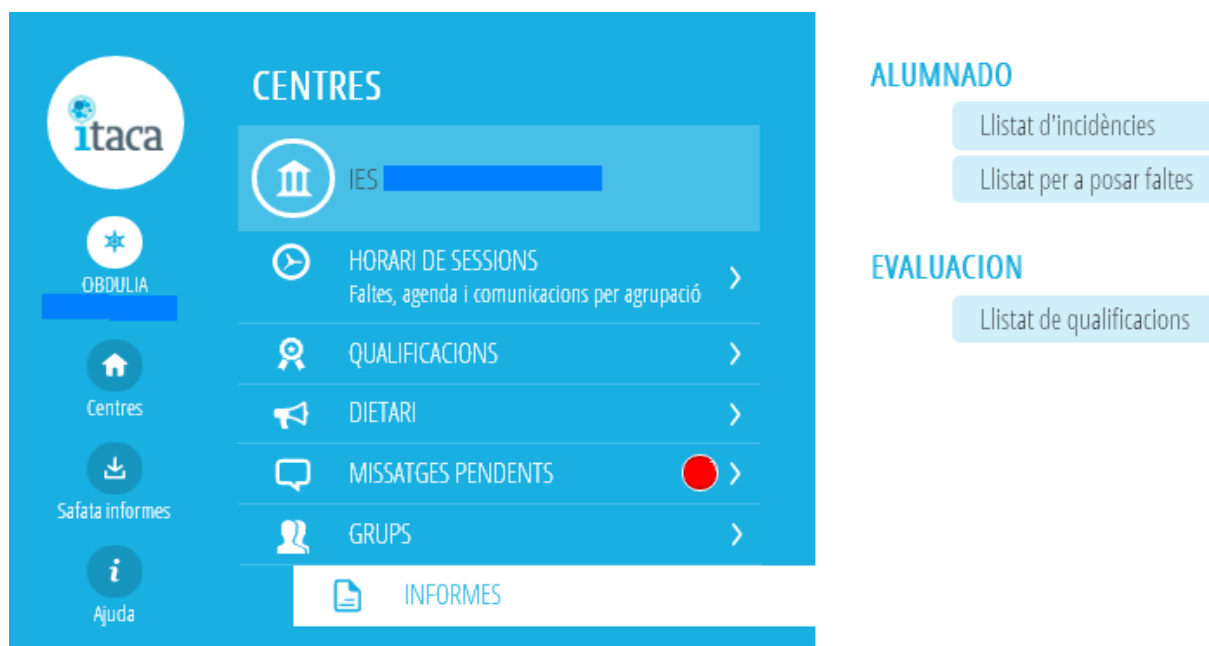 itaca
OBDULIA
Centres
Safata informes
Ajuda
CENTRES
IES
HORARI DE SESSIONS
Faltes, agenda i comunicacions per agrupació
QUALIFICACIONS
DIETARI
MISSATGES PENDENTS
GRUPS
INFORMES
ALUMNADO
Llistat d'incidències
Llistat per a posar faltes
EVALUACION
Llistat de qualificacions